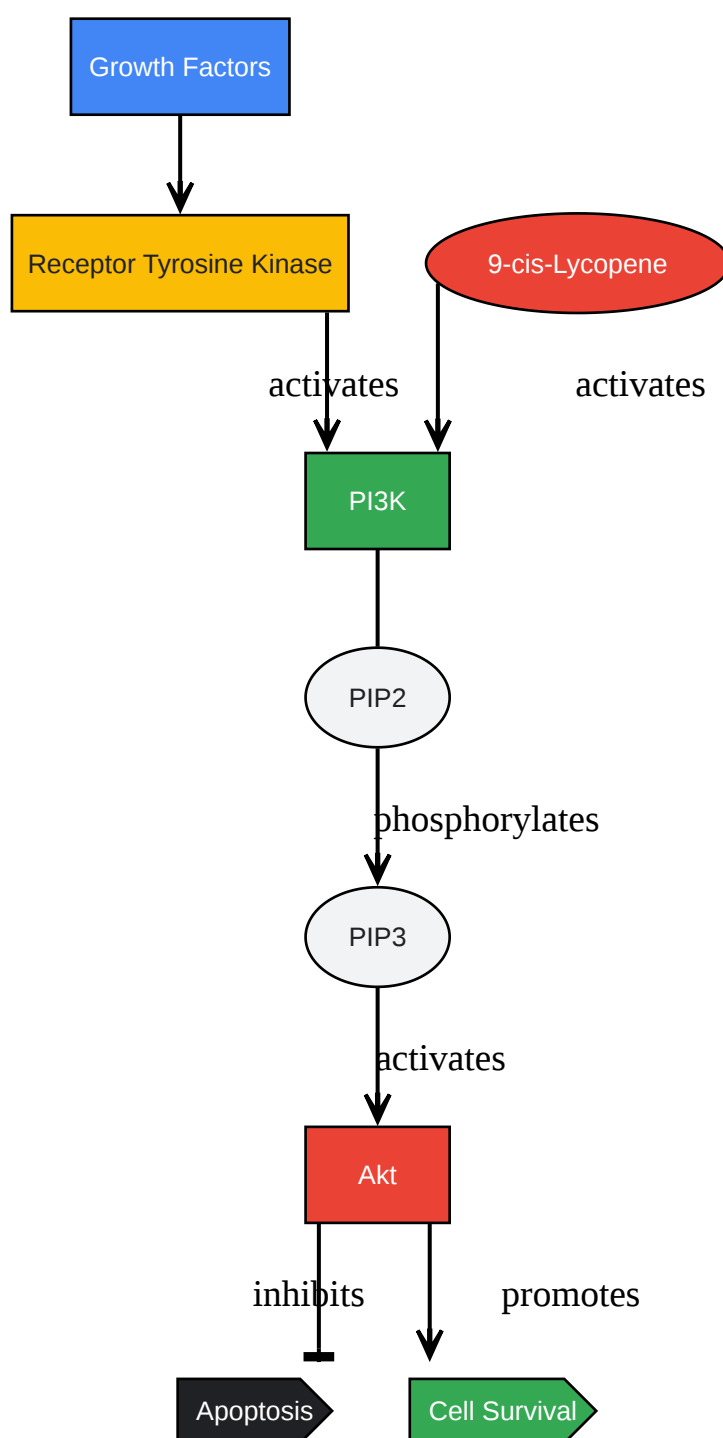 Growth Factors
Receptor Tyrosine Kinase
9-cis-Lycopene
activates
activates
PI3K
PIP2
phosphorylates
PIP3
activates
Akt
inhibits
promotes
Apoptosis
Cell Survival